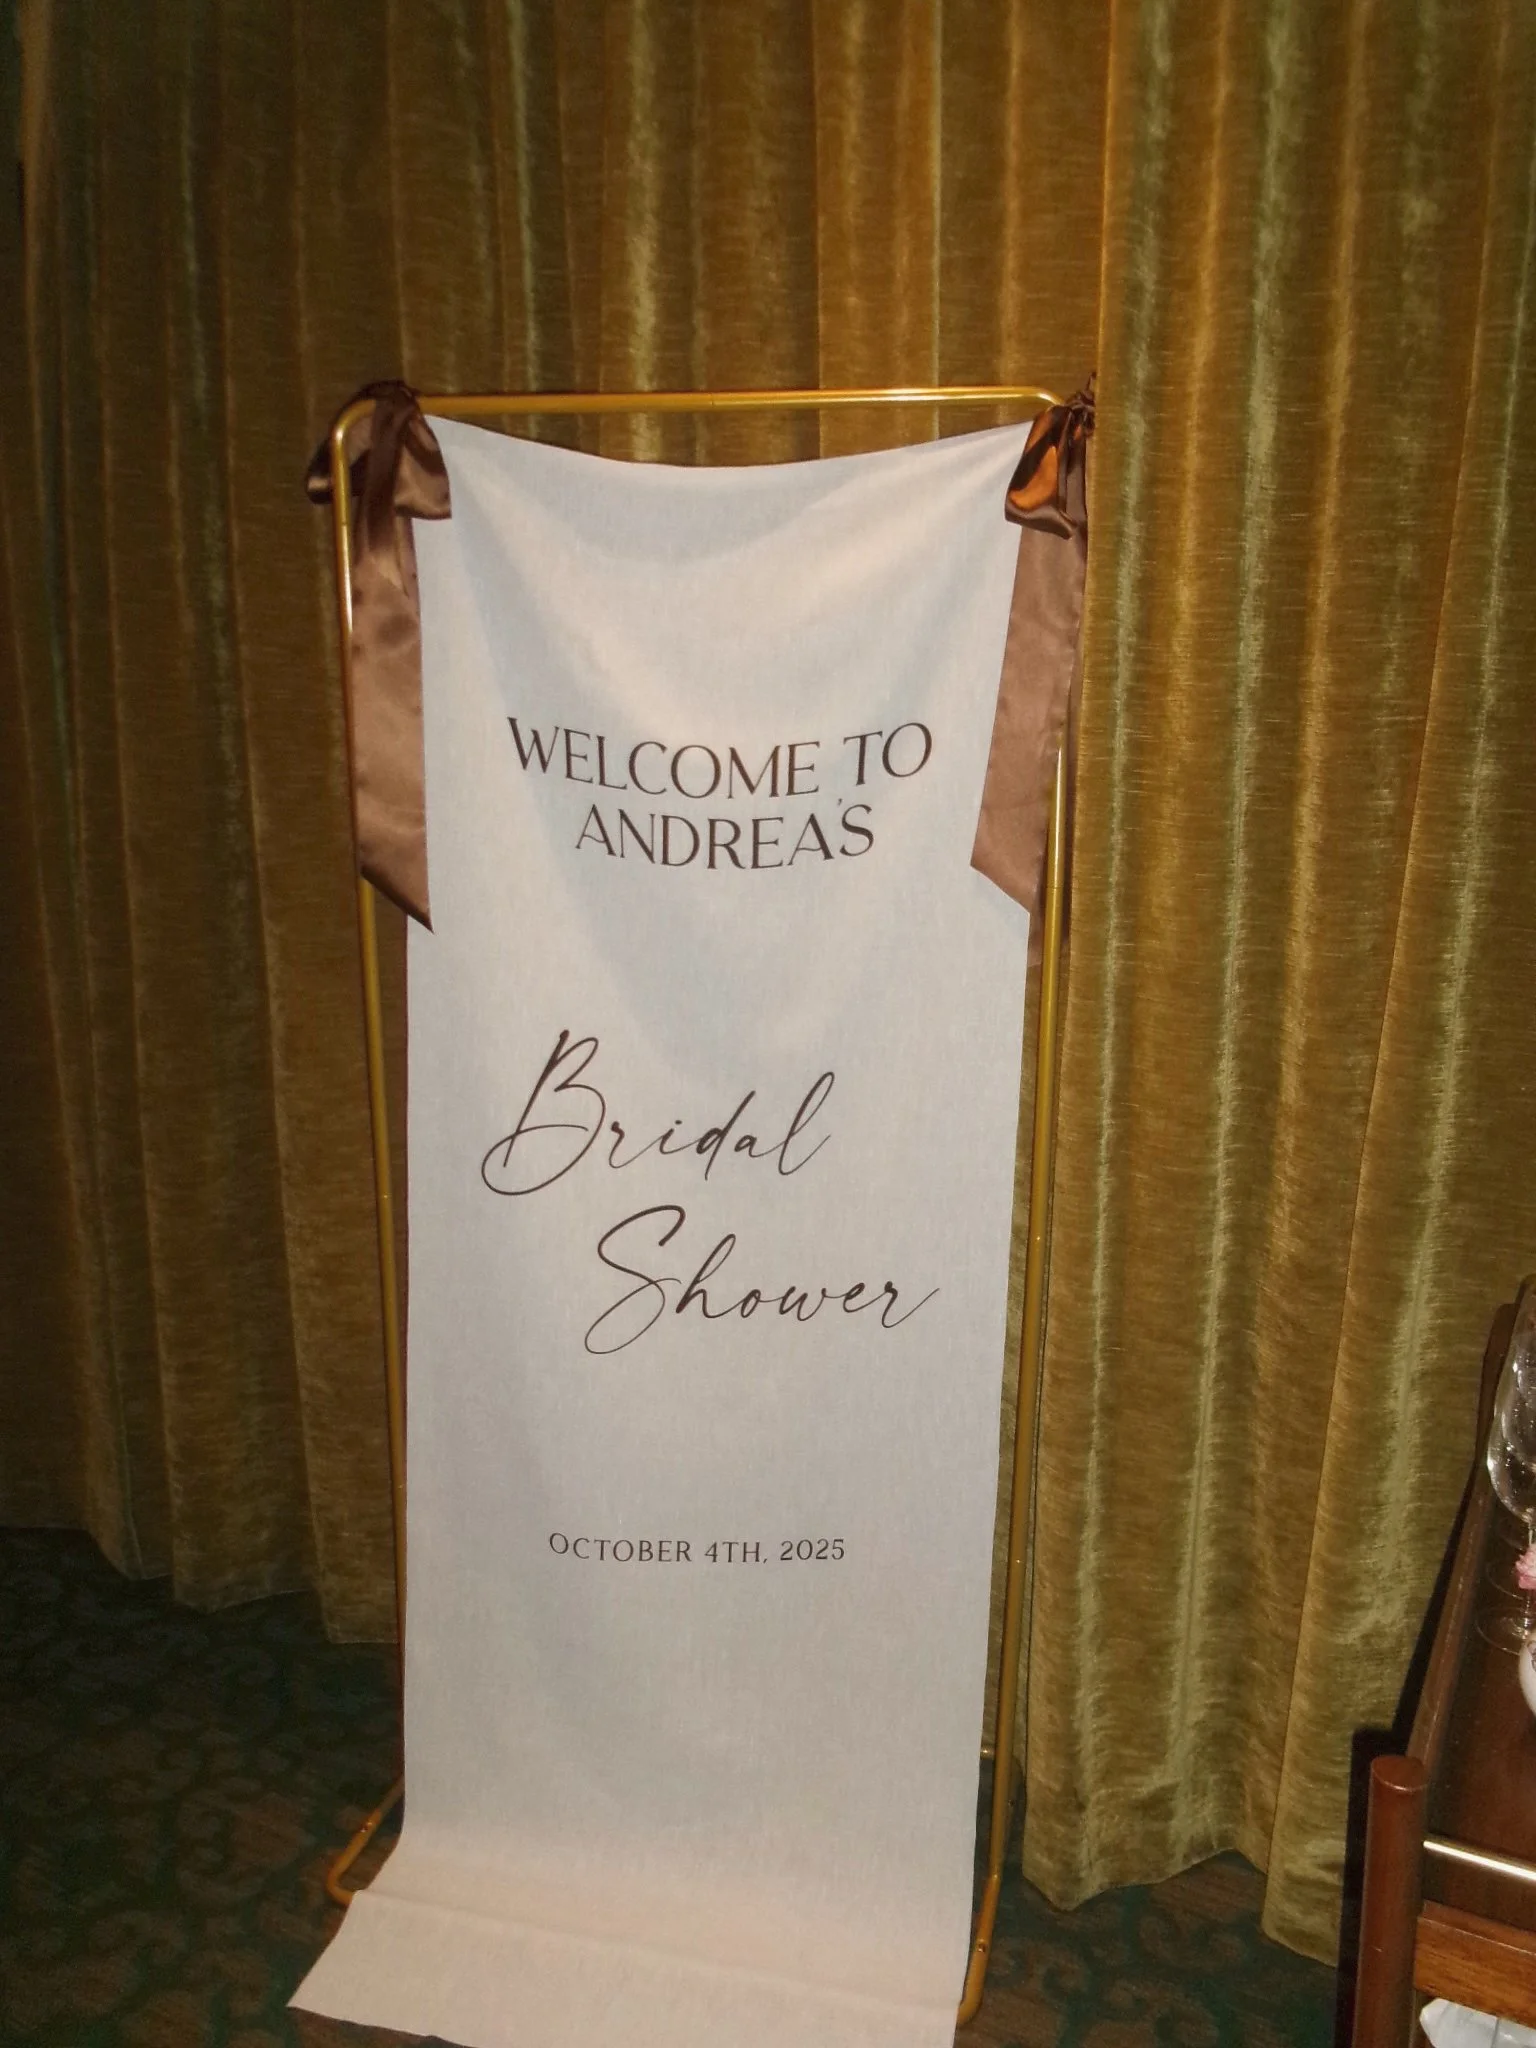 WELCOME TO
ANDREA'S
Bridal
Shower
OCTOBER 4TH, 2025